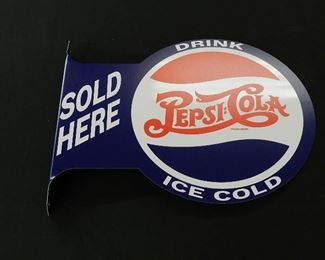 SOLD
HERE
DRINK
PEPSI-COLA
ICE COLD